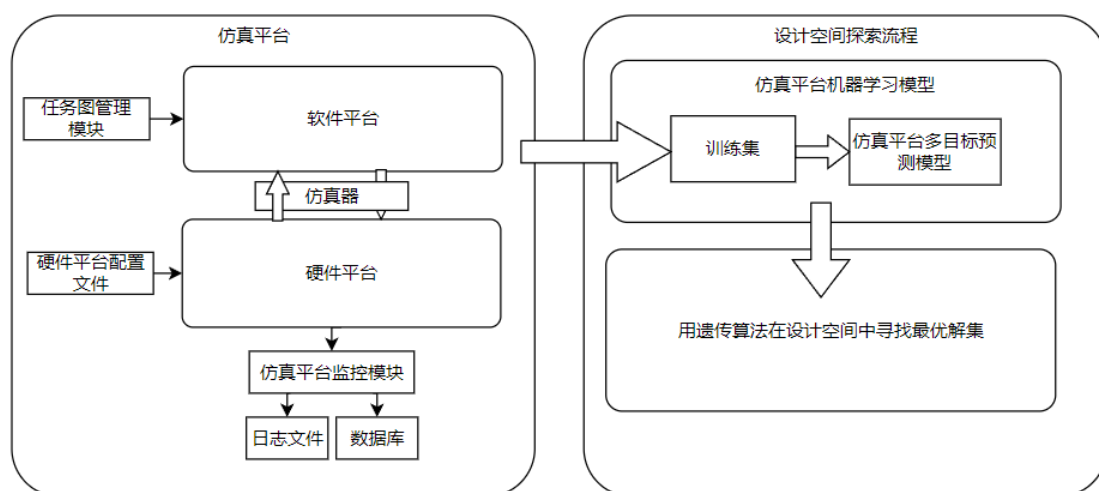 仿真平台
任务图管理
模块
软件平台
仿真器
硬件平台配置
文件
硬件平台
仿真平台监控模块
日志文件
数据库
设计空间探索流程
仿真平台机器学习模型
训练集
仿真平台多目标预
测模型
用遗传算法在设计空间中寻找最优解集